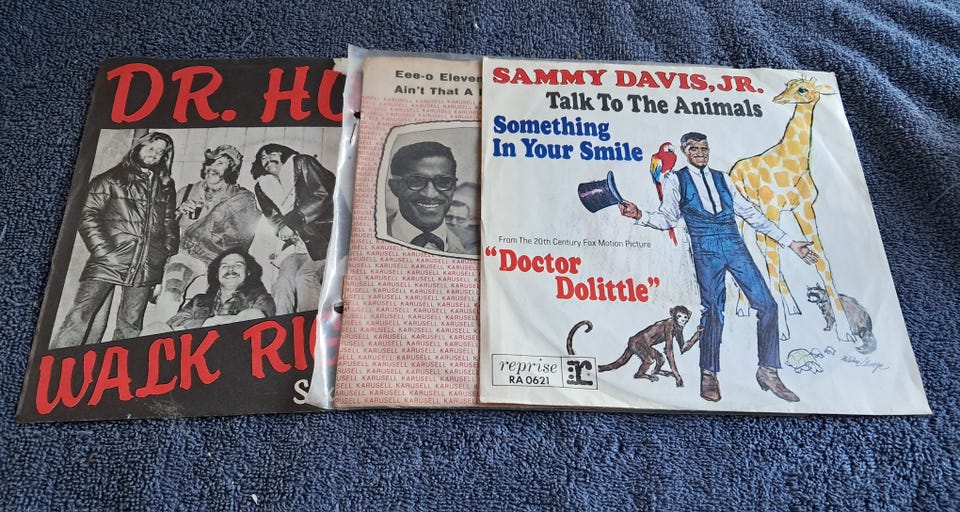 DR. HU
WALK RIG
S
Eee-o Eleven
Ain't That A
KARUSELL KARUSELL KARUSELL
SAMMY DAVIS, JR.
Talk To The Animals
Something
In Your Smile
From The 20th Century Fox Motion Picture
"Doctor
Dolittle"
reprise
RA 0621
r: